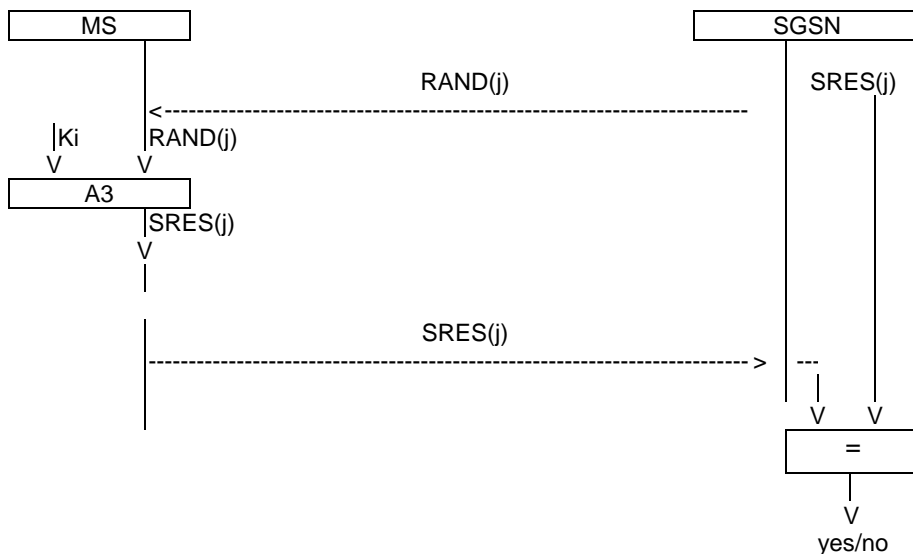 MS SGSN
RAND(j) SRES(j)
<-----------------------------------------------------------------------
Ki RAND(j)
V V
A3
SRES(j)
V
SRES(j)
------------------------------------------------------------------------ > ---
V V
=
V
yes/no